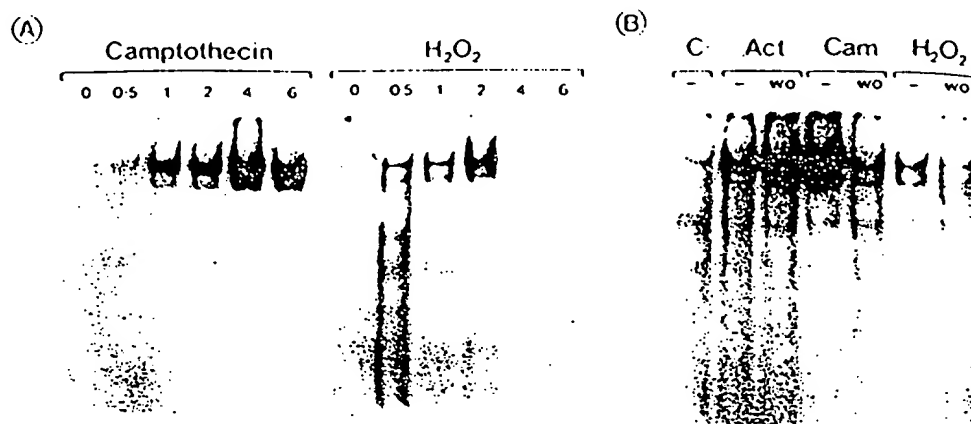 (A)
Camptothecin H₂O₂
0 0·5 1 2 4 6 0 0·5 1 2 4 6
(B)
C Act Cam H₂O₂
- - wo - wo - wo